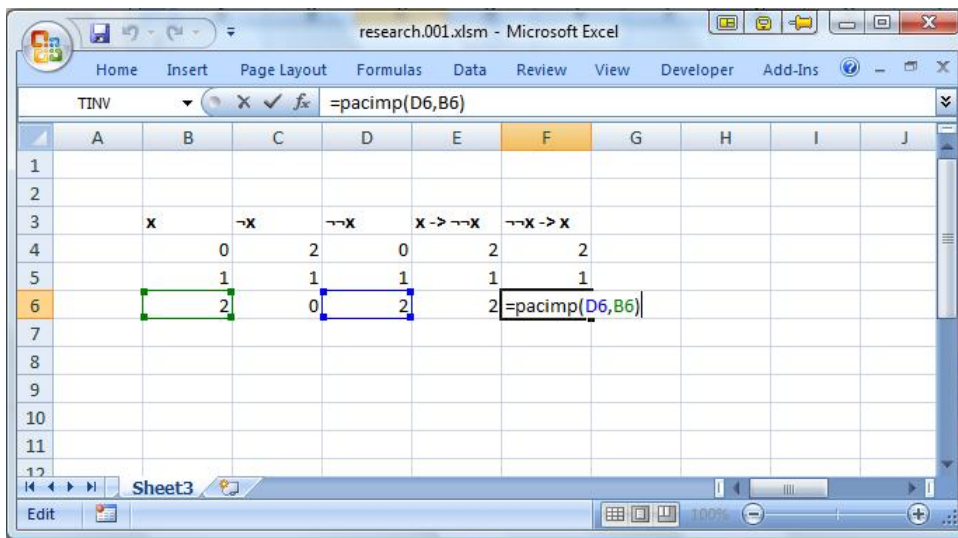 research.001.xlsm - Microsoft Excel
Home Insert Page Layout Formulas Data Review View Developer Add-Ins
TINV fx =pacimp(D6,B6)
A B C D E F G H I J
1
2
3 x ¬x ¬¬x x -> ¬¬x ¬¬x -> x
4 0 2 0 2 2
5 1 1 1 1 1
6 2 0 2 2 =pacimp(D6,B6)
7
8
9
10
11
12
Sheet3
Edit 100%